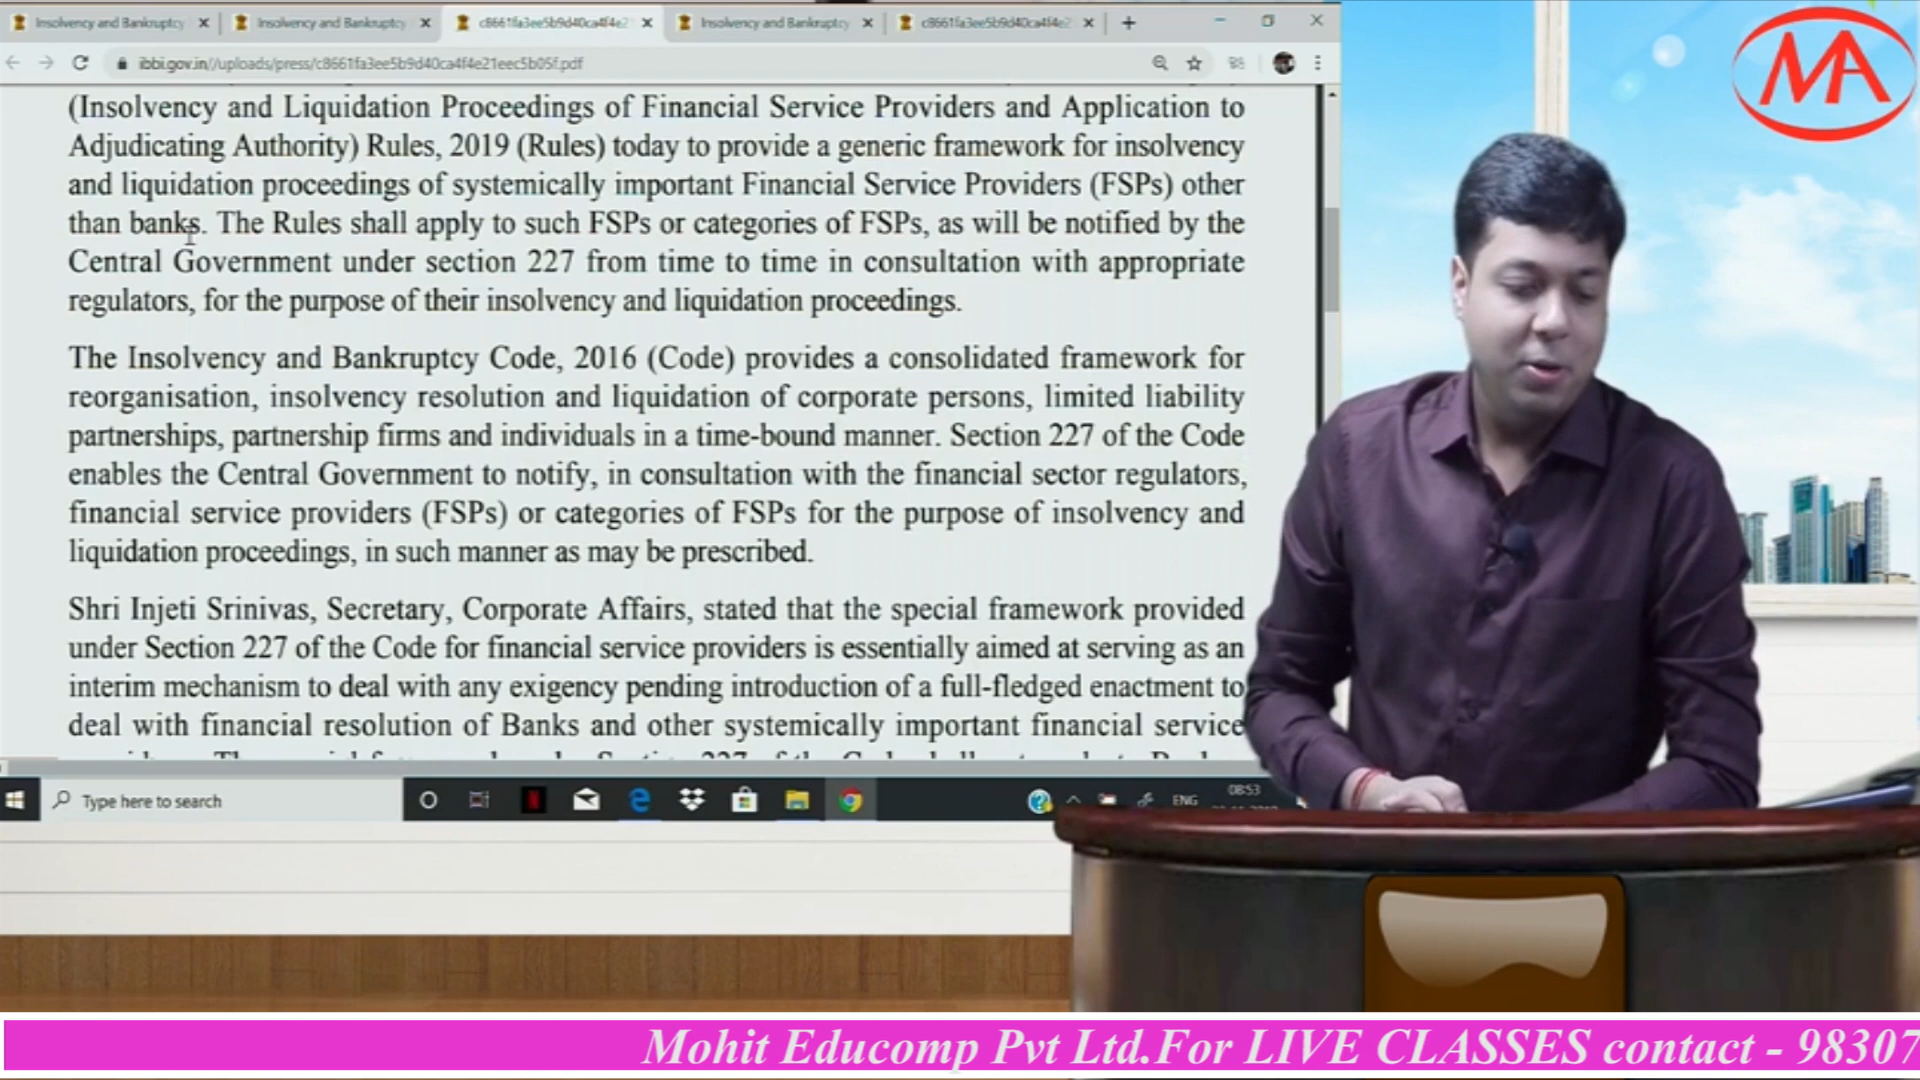 Insolvency and Bankruptcy
Insolvency and Bankruptcy
c8661fa3ee5b9d40ca4f4e2
Insolvency and Bankruptcy
c8661fa3ee5b9d40ca4f4e2
ibbi.gov.in//uploads/press/c8661fa3ee5b9d40ca4f4e21eec5b05f.pdf
MA
(Insolvency and Liquidation Proceedings of Financial Service Providers and Application to
Adjudicating Authority) Rules, 2019 (Rules) today to provide a generic framework for insolvency
and liquidation proceedings of systemically important Financial Service Providers (FSPs) other
than banks. The Rules shall apply to such FSPs or categories of FSPs, as will be notified by the
Central Government under section 227 from time to time in consultation with appropriate
regulators, for the purpose of their insolvency and liquidation proceedings.
The Insolvency and Bankruptcy Code, 2016 (Code) provides a consolidated framework for
reorganisation, insolvency resolution and liquidation of corporate persons, limited liability
partnerships, partnership firms and individuals in a time-bound manner. Section 227 of the Code
enables the Central Government to notify, in consultation with the financial sector regulators,
financial service providers (FSPs) or categories of FSPs for the purpose of insolvency and
liquidation proceedings, in such manner as may be prescribed.
Shri Injeti Srinivas, Secretary, Corporate Affairs, stated that the special framework provided
under Section 227 of the Code for financial service providers is essentially aimed at serving as an
interim mechanism to deal with any exigency pending introduction of a full-fledged enactment to
deal with financial resolution of Banks and other systemically important financial service
Type here to search
ENG
08:53
Mohit Educomp Pvt Ltd.For LIVE CLASSES contact - 98307